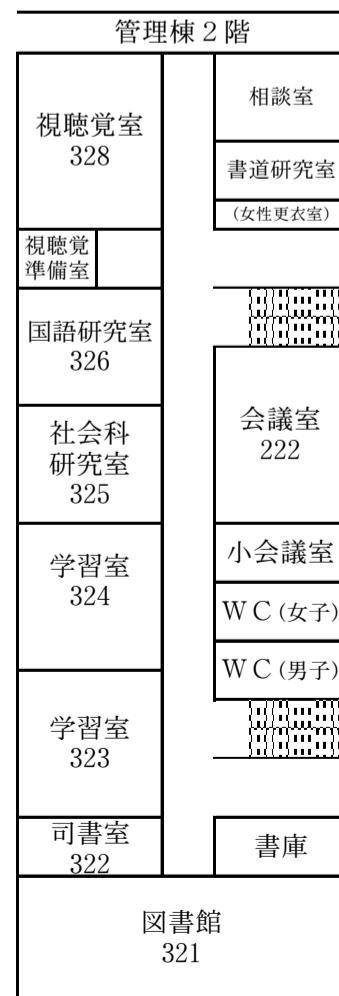 管理棟２階
視聴覚室
328
相談室
書道研究室
(女性更衣室)
視聴覚
準備室
国語研究室
326
社会科
研究室
325
会議室
222
学習室
324
小会議室
ＷＣ(女子)
ＷＣ(男子)
学習室
323
司書室
322
書庫
図書館
321